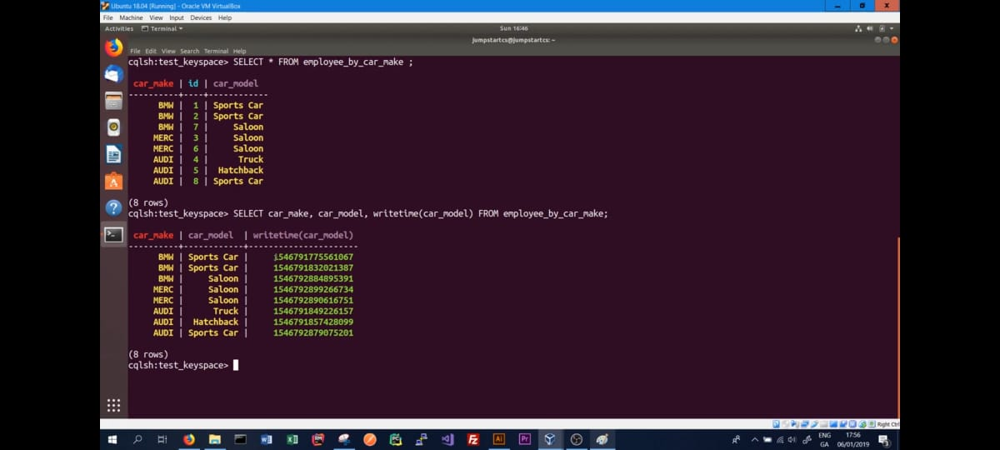 Ubuntu 18.04 [Running] - Oracle VM VirtualBox
File Machine View Input Devices Help
Activities Terminal Sun 16:46
jumpstartcs@jumpstartcs: ~
File Edit View Search Terminal Help
cqlsh:test_keyspace> SELECT * FROM employee_by_car_make ;
car_make | id | car_model
----------+----+------------
BMW | 1 | Sports Car
BMW | 2 | Sports Car
BMW | 7 | Saloon
MERC | 3 | Saloon
MERC | 6 | Saloon
AUDI | 4 | Truck
AUDI | 5 | Hatchback
AUDI | 8 | Sports Car
(8 rows)
cqlsh:test_keyspace> SELECT car_make, car_model, writetime(car_model) FROM employee_by_car_make;
car_make | car_model | writetime(car_model)
----------+------------+----------------------
BMW | Sports Car | 1546791775561067
BMW | Sports Car | 1546791832021387
BMW | Saloon | 1546792884895391
MERC | Saloon | 1546792899266734
MERC | Saloon | 1546792890616751
AUDI | Truck | 1546791849226157
AUDI | Hatchback | 1546791857428099
AUDI | Sports Car | 1546792879075201
(8 rows)
cqlsh:test_keyspace>
Right Ctrl
ENG 17:56
GA 06/01/2019